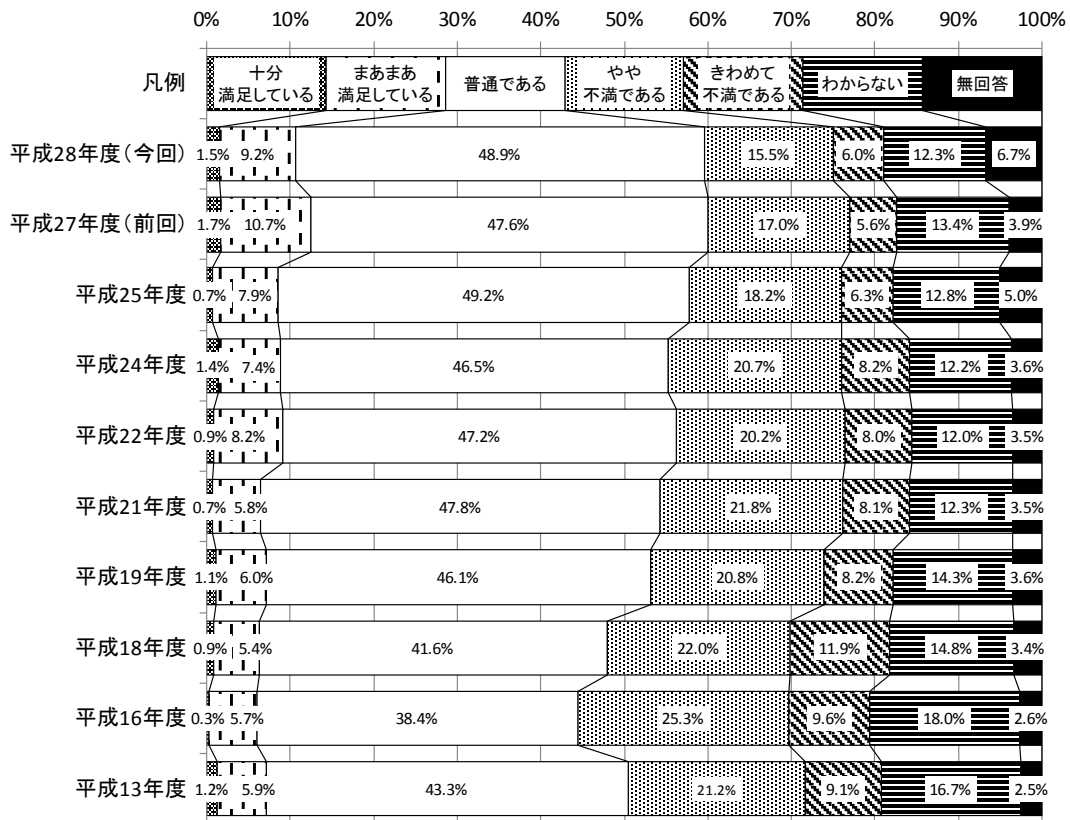 0% 10% 20% 30% 40% 50% 60% 70% 80% 90% 100%
凡例
十分
満足している
まあまあ
満足している
普通である
やや
不満である
きわめて
不満である
わからない
無回答
平成28年度(今回) 1.5% 9.2% 48.9% 15.5% 6.0% 12.3% 6.7%
平成27年度(前回) 1.7% 10.7% 47.6% 17.0% 5.6% 13.4% 3.9%
平成25年度 0.7% 7.9% 49.2% 18.2% 6.3% 12.8% 5.0%
平成24年度 1.4% 7.4% 46.5% 20.7% 8.2% 12.2% 3.6%
平成22年度 0.9% 8.2% 47.2% 20.2% 8.0% 12.0% 3.5%
平成21年度 0.7% 5.8% 47.8% 21.8% 8.1% 12.3% 3.5%
平成19年度 1.1% 6.0% 46.1% 20.8% 8.2% 14.3% 3.6%
平成18年度 0.9% 5.4% 41.6% 22.0% 11.9% 14.8% 3.4%
平成16年度 0.3% 5.7% 38.4% 25.3% 9.6% 18.0% 2.6%
平成13年度 1.2% 5.9% 43.3% 21.2% 9.1% 16.7% 2.5%